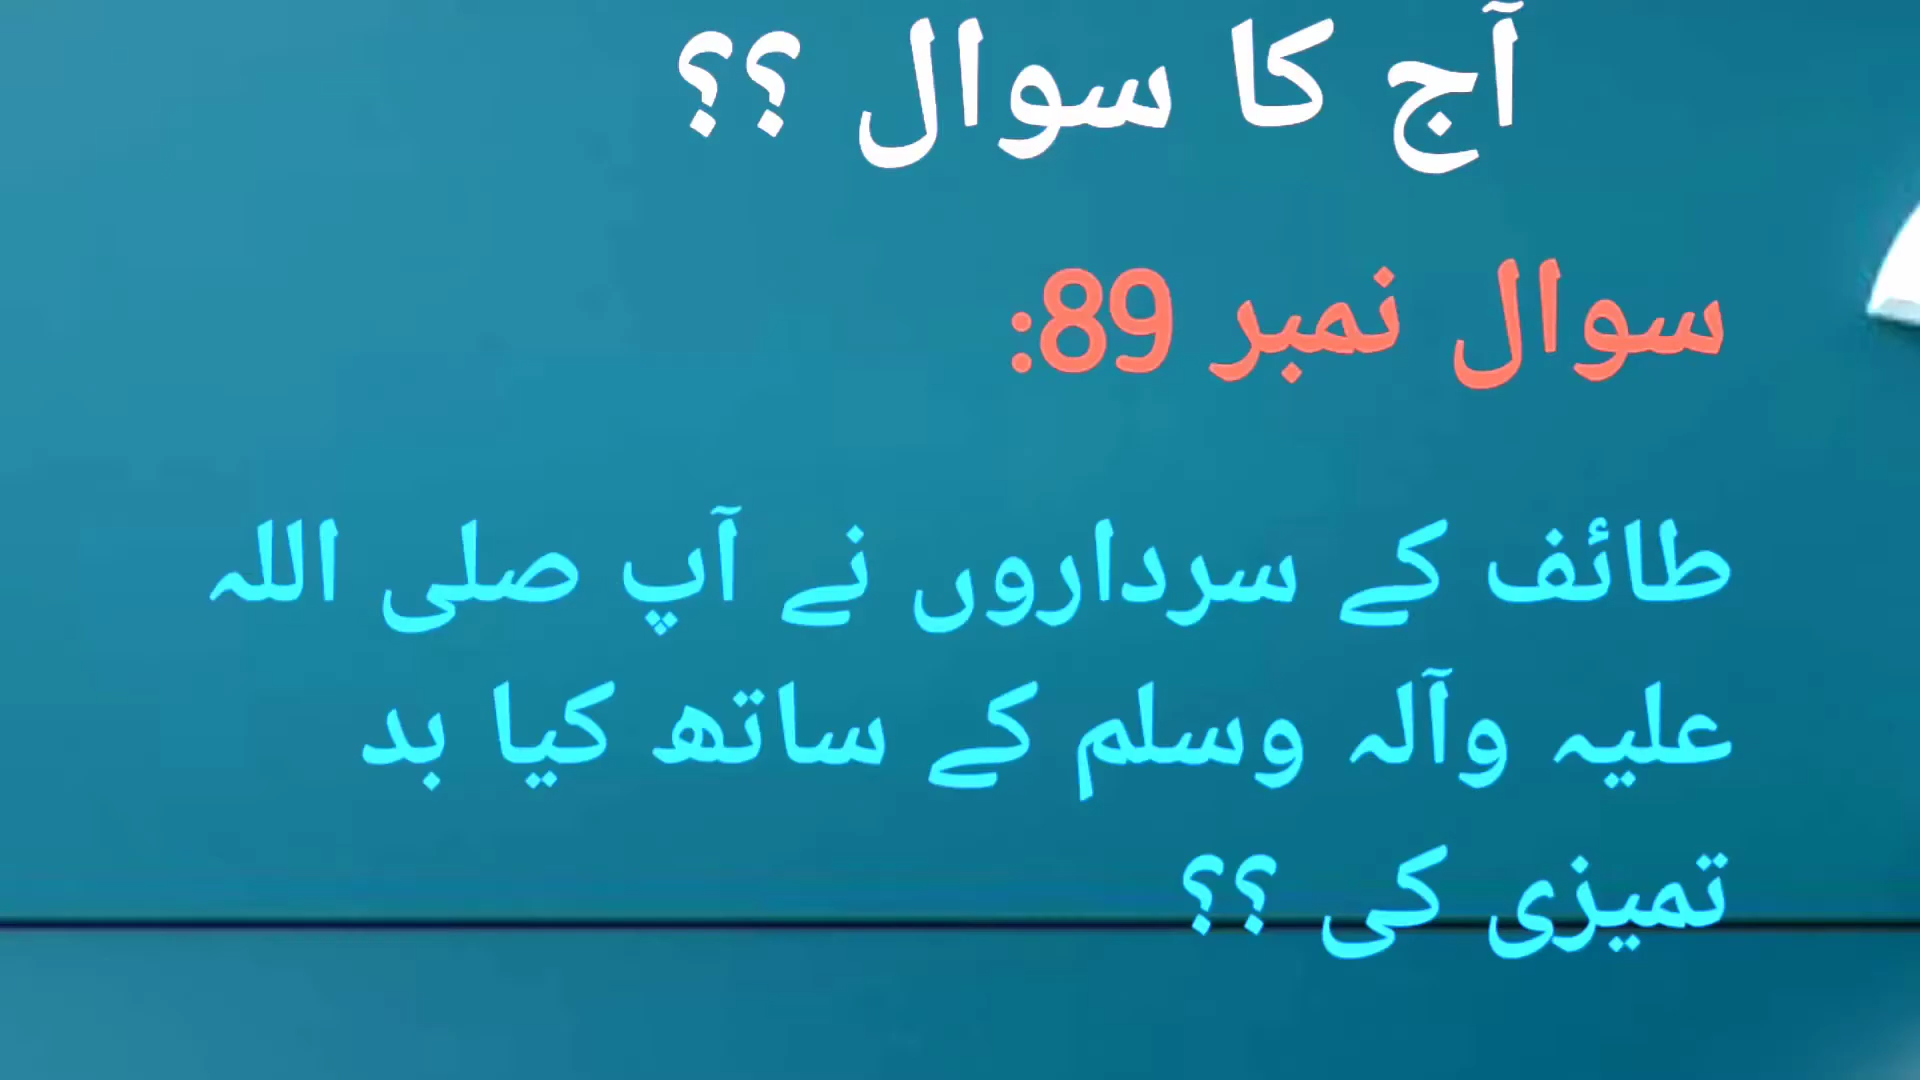 آج کا سوال ؟؟
سوال نمبر 89:
طائف کے سرداروں نے آپ صلی اللہ
علیہ وآلہ وسلم کے ساتھ کیا بد
تمیزی کی ؟؟